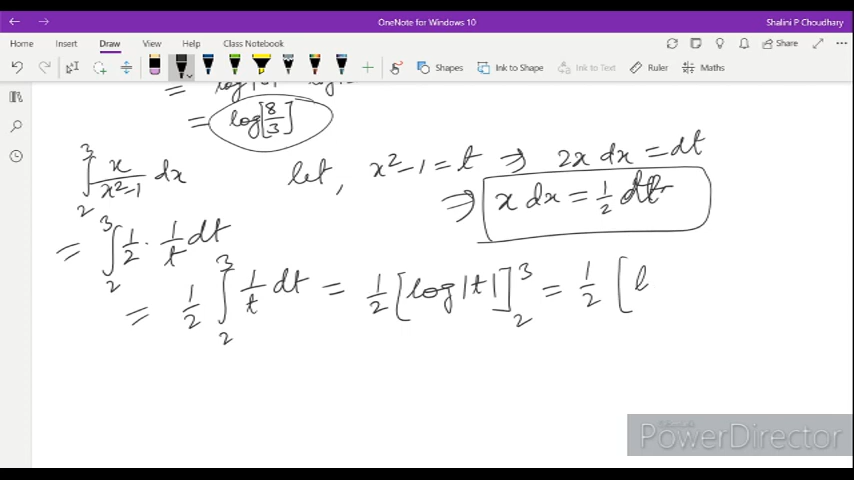 OneNote for Windows 10
Shalini P Choudhary
Home Insert Draw View Help Class Notebook Share
Shapes Ink to Shape Ink to Text Ruler Maths
=
= log[8/3]
∫₂³ x/(x²-1) dx let, x²-1 = t ⇒ 2x dx = dt
⇒ x dx = 1/2 dt
= ∫₂³ 1/2 · 1/t dt
= 1/2 ∫₂³ 1/t dt = 1/2 [log|t|]₂³ = 1/2 [l
PowerDirector